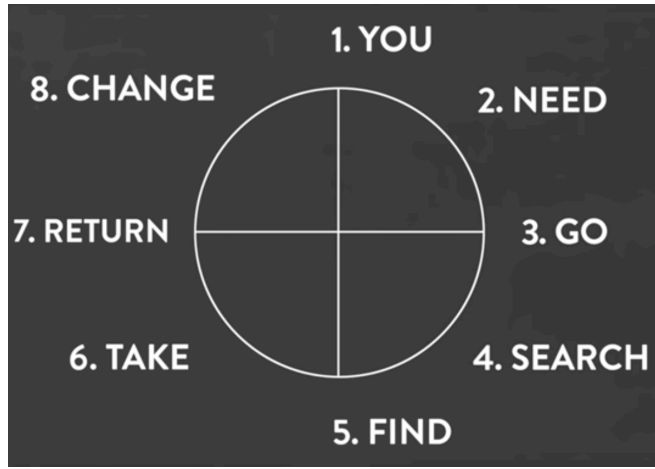 1. YOU
2. NEED
3. GO
4. SEARCH
5. FIND
6. TAKE
7. RETURN
8. CHANGE